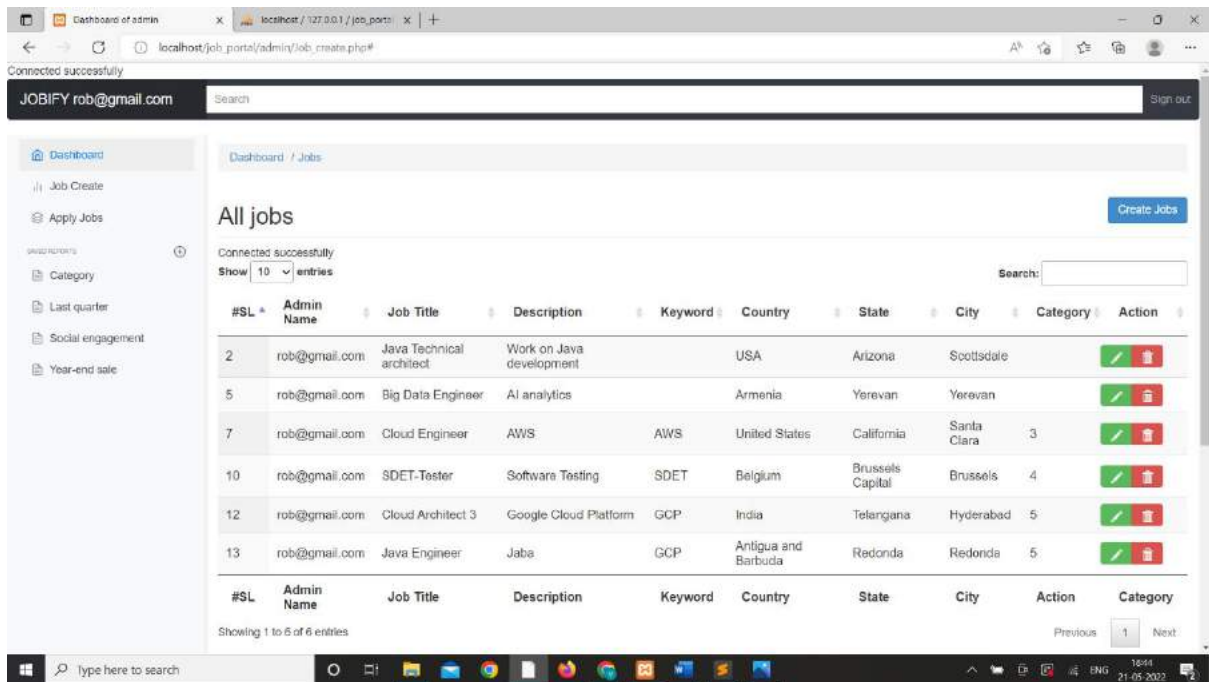 Dashboard of admin
localhost / 127.0.0.1 / job_porta
localhost/job_portal/admin/Job_create.php#
Connected successfully
JOBIFY rob@gmail.com
Search
Sign out
Dashboard
Job Create
Apply Jobs
SAVED REPORTS
Category
Last quarter
Social engagement
Year-end sale
Dashboard / Jobs
All jobs
Create Jobs
Connected successfully
Show 10 entries
Search:
#SL Admin Name Job Title Description Keyword Country State City Category Action
2 rob@gmail.com Java Technical architect Work on Java development USA Arizona Scottsdale
5 rob@gmail.com Big Data Engineer AI analytics Armenia Yerevan Yerevan
7 rob@gmail.com Cloud Engineer AWS AWS United States California Santa Clara 3
10 rob@gmail.com SDET-Tester Software Testing SDET Belgium Brussels Capital Brussels 4
12 rob@gmail.com Cloud Architect 3 Google Cloud Platform GCP India Telangana Hyderabad 5
13 rob@gmail.com Java Engineer Jaba GCP Antigua and Barbuda Redonda Redonda 5
#SL Admin Name Job Title Description Keyword Country State City Action Category
Showing 1 to 6 of 6 entries
Previous 1 Next
Type here to search
ENG
16:44
21-05-2022